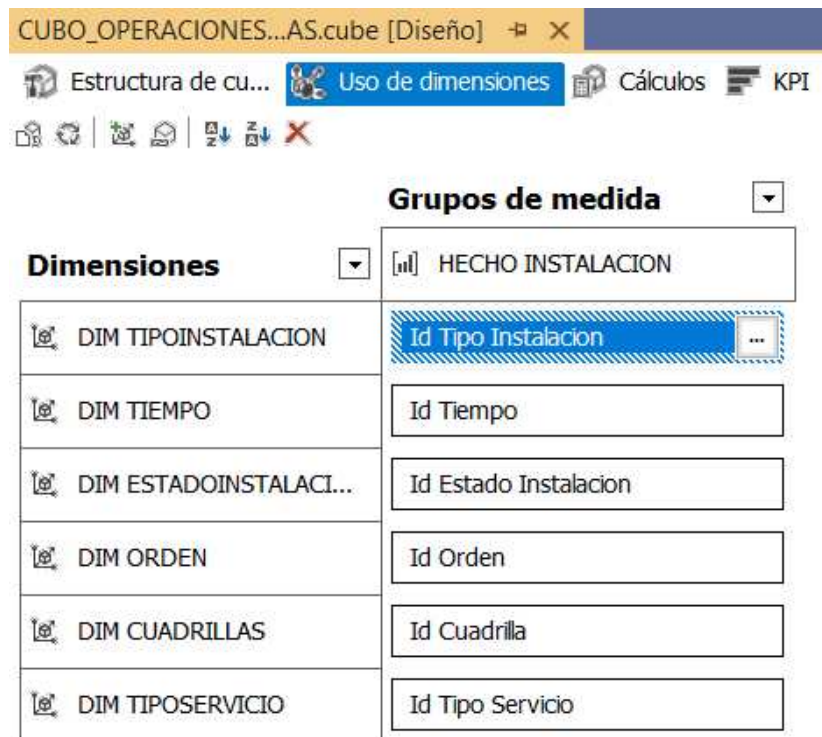 CUBO_OPERACIONES...AS.cube [Diseño]
Estructura de cu... Uso de dimensiones Cálculos KPI
Grupos de medida
Dimensiones HECHO INSTALACION
DIM TIPOINSTALACION Id Tipo Instalacion ...
DIM TIEMPO Id Tiempo
DIM ESTADOINSTALACI... Id Estado Instalacion
DIM ORDEN Id Orden
DIM CUADRILLAS Id Cuadrilla
DIM TIPOSERVICIO Id Tipo Servicio